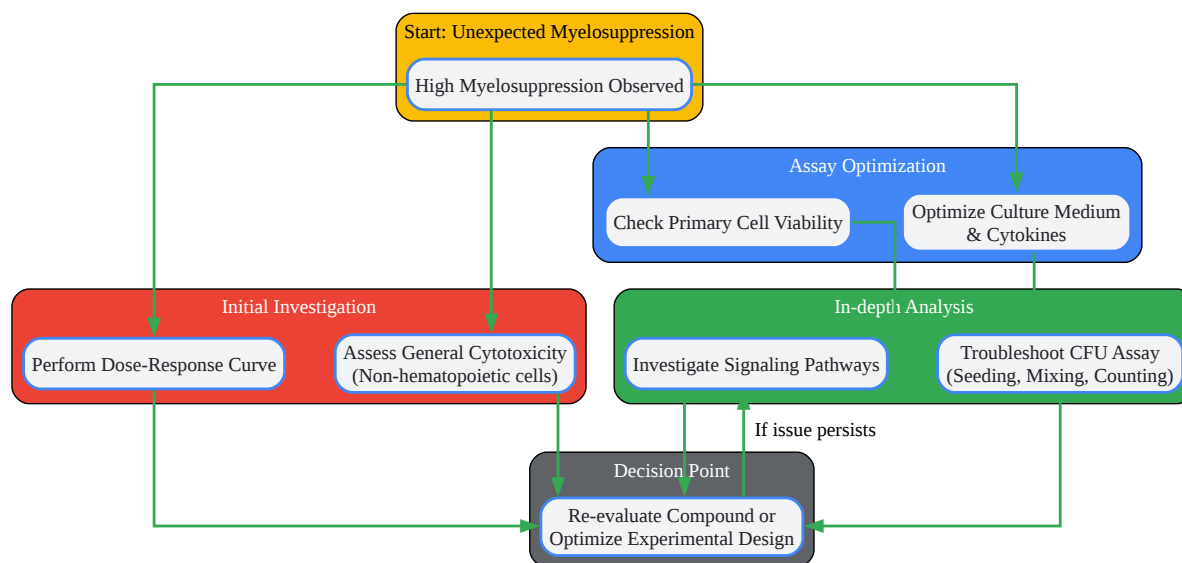 Start: Unexpected Myelosuppression
High Myelosuppression Observed
Assay Optimization
Check Primary Cell Viability
Optimize Culture Medium
& Cytokines
Initial Investigation
Perform Dose-Response Curve
Assess General Cytotoxicity
(Non-hematopoietic cells)
In-depth Analysis
Investigate Signaling Pathways
Troubleshoot CFU Assay
(Seeding, Mixing, Counting)
If issue persists
Decision Point
Re-evaluate Compound or
Optimize Experimental Design